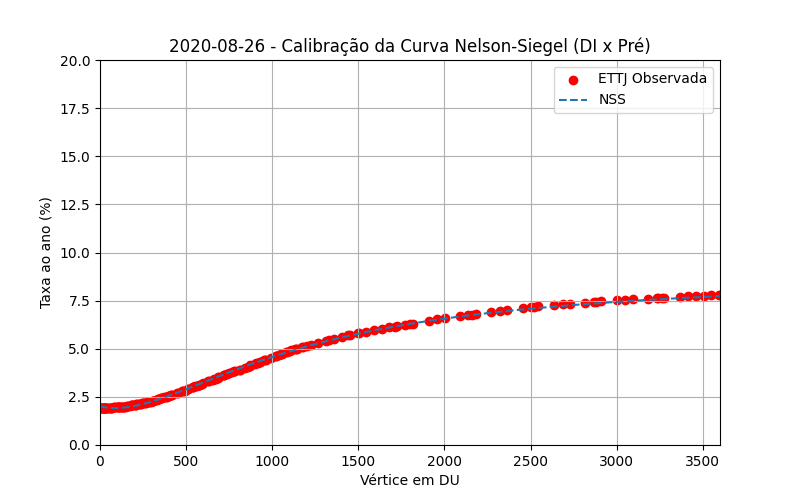 2020-08-26 - Calibração da Curva Nelson-Siegel (DI x Pré)
20.0
17.5
15.0
12.5
10.0
7.5
5.0
2.5
0.0
Taxa ao ano (%)
ETTJ Observada
NSS
0 500 1000 1500 2000 2500 3000 3500
Vértice em DU